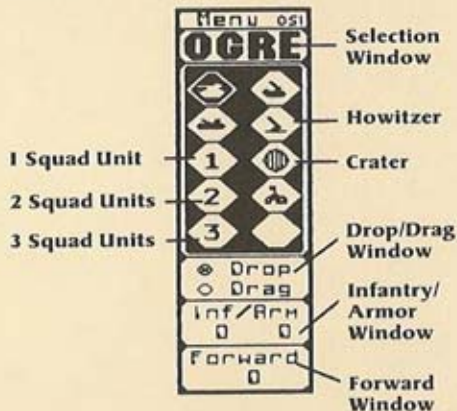 Menu OSI
OGRE
Selection
Window
Howitzer
1 Squad Unit
1
Crater
2 Squad Units
2
3 Squad Units
3
Drop
Drag
Drop/Drag
Window
Inf/Arm
0 0
Infantry/
Armor
Window
Forward
0
Forward
Window